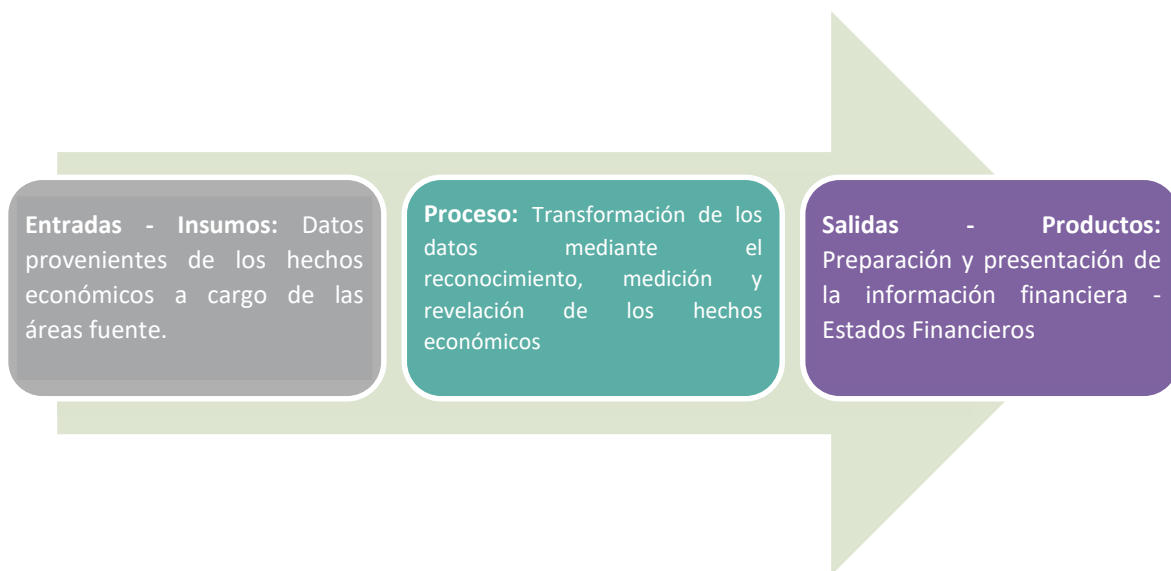 Entradas - Insumos: Datos
provenientes de los hechos
económicos a cargo de las
áreas fuente.
Proceso: Transformación de los
datos mediante el
reconocimiento, medición y
revelación de los hechos
económicos
Salidas - Productos:
Preparación y presentación de
la información financiera -
Estados Financieros